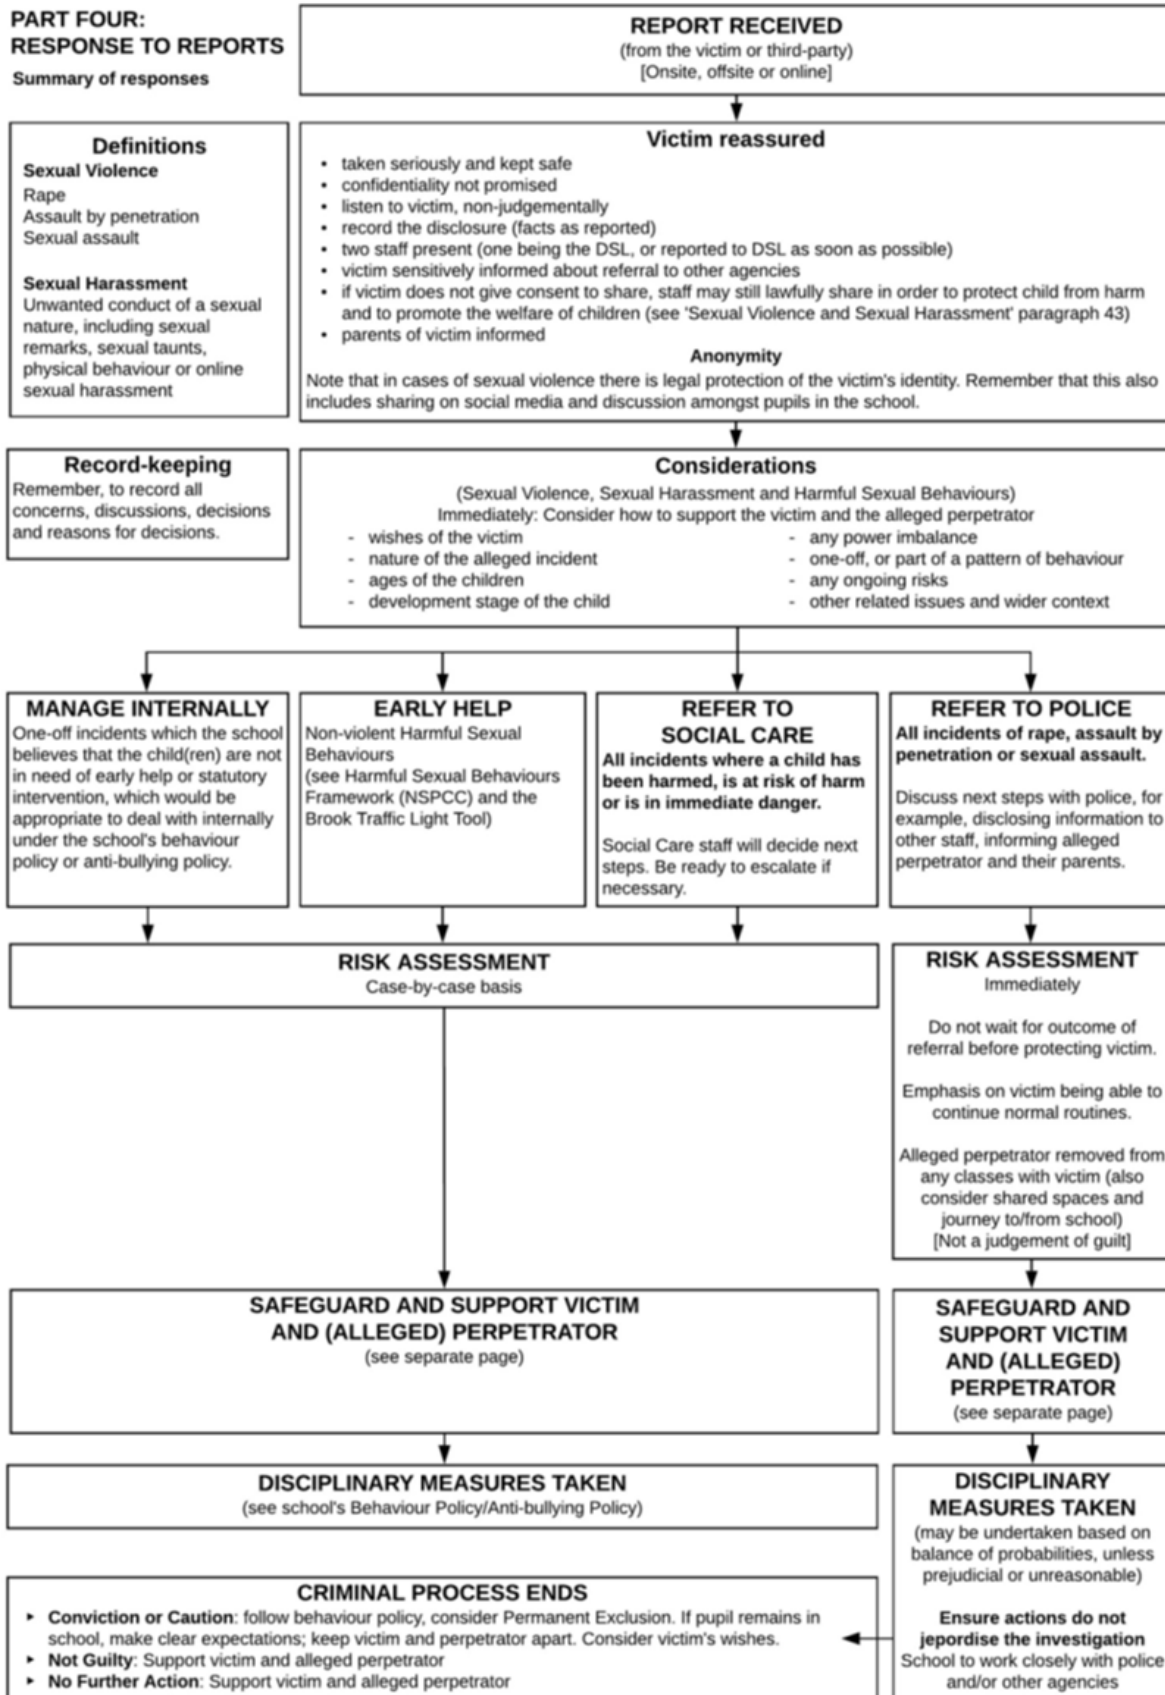 PART FOUR:
RESPONSE TO REPORTS
Summary of responses
REPORT RECEIVED
(from the victim or third-party)
[Onsite, offsite or online]
Definitions
Sexual Violence
Rape
Assault by penetration
Sexual assault
Sexual Harassment
Unwanted conduct of a sexual
nature, including sexual
remarks, sexual taunts,
physical behaviour or online
sexual harassment
Victim reassured
• taken seriously and kept safe
• confidentiality not promised
• listen to victim, non-judgementally
• record the disclosure (facts as reported)
• two staff present (one being the DSL, or reported to DSL as soon as possible)
• victim sensitively informed about referral to other agencies
• if victim does not give consent to share, staff may still lawfully share in order to protect child from harm
and to promote the welfare of children (see 'Sexual Violence and Sexual Harassment' paragraph 43)
• parents of victim informed
Anonymity
Note that in cases of sexual violence there is legal protection of the victim's identity. Remember that this also
includes sharing on social media and discussion amongst pupils in the school.
Record-keeping
Remember, to record all
concerns, discussions, decisions
and reasons for decisions.
Considerations
(Sexual Violence, Sexual Harassment and Harmful Sexual Behaviours)
Immediately: Consider how to support the victim and the alleged perpetrator
- wishes of the victim
- nature of the alleged incident
- ages of the children
- development stage of the child
- any power imbalance
- one-off, or part of a pattern of behaviour
- any ongoing risks
- other related issues and wider context
MANAGE INTERNALLY
One-off incidents which the school
believes that the child(ren) are not
in need of early help or statutory
intervention, which would be
appropriate to deal with internally
under the school's behaviour
policy or anti-bullying policy.
EARLY HELP
Non-violent Harmful Sexual
Behaviours
(see Harmful Sexual Behaviours
Framework (NSPCC) and the
Brook Traffic Light Tool)
REFER TO
SOCIAL CARE
All incidents where a child has
been harmed, is at risk of harm
or is in immediate danger.
Social Care staff will decide next
steps. Be ready to escalate if
necessary.
REFER TO POLICE
All incidents of rape, assault by
penetration or sexual assault.
Discuss next steps with police, for
example, disclosing information to
other staff, informing alleged
perpetrator and their parents.
RISK ASSESSMENT
Case-by-case basis
RISK ASSESSMENT
Immediately
Do not wait for outcome of
referral before protecting victim.
Emphasis on victim being able to
continue normal routines.
Alleged perpetrator removed from
any classes with victim (also
consider shared spaces and
journey to/from school)
[Not a judgement of guilt]
SAFEGUARD AND SUPPORT VICTIM
AND (ALLEGED) PERPETRATOR
(see separate page)
SAFEGUARD AND
SUPPORT VICTIM
AND (ALLEGED)
PERPETRATOR
(see separate page)
DISCIPLINARY MEASURES TAKEN
(see school's Behaviour Policy/Anti-bullying Policy)
DISCIPLINARY
MEASURES TAKEN
(may be undertaken based on
balance of probabilities, unless
prejudicial or unreasonable)
Ensure actions do not
jepordise the investigation
School to work closely with police
and/or other agencies
CRIMINAL PROCESS ENDS
‣ Conviction or Caution: follow behaviour policy, consider Permanent Exclusion. If pupil remains in
school, make clear expectations; keep victim and perpetrator apart. Consider victim's wishes.
‣ Not Guilty: Support victim and alleged perpetrator
‣ No Further Action: Support victim and alleged perpetrator